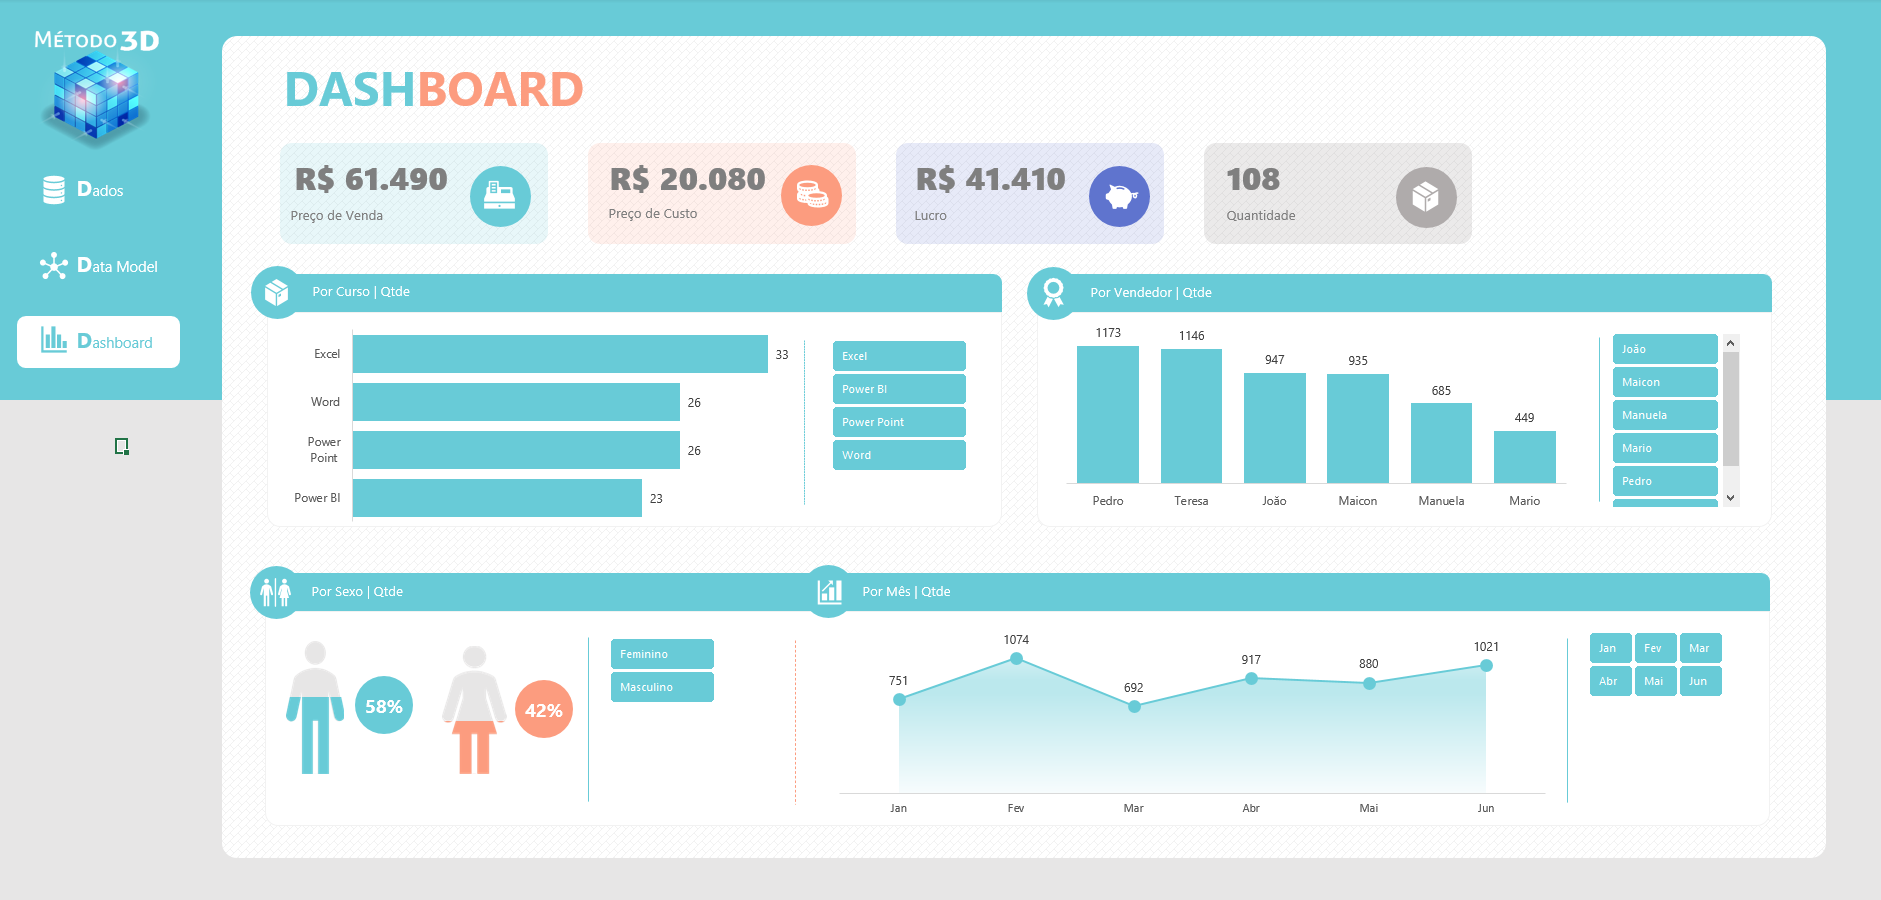 MÉTODO 3D
Dados
Data Model
Dashboard
DASHBOARD
R$ 61.490
Preço de Venda
R$ 20.080
Preço de Custo
R$ 41.410
Lucro
108
Quantidade
Por Curso | Qtde
Excel
33
Word
26
Power
Point
26
Power BI
23
Excel
Power BI
Power Point
Word
Por Vendedor | Qtde
1173
1146
947
935
685
449
Pedro
Teresa
João
Maicon
Manuela
Mario
João
Maicon
Manuela
Mario
Pedro
Por Sexo | Qtde
58%
42%
Feminino
Masculino
Por Mês | Qtde
751
1074
692
917
880
1021
Jan
Fev
Mar
Abr
Mai
Jun
Jan Fev Mar
Abr Mai Jun